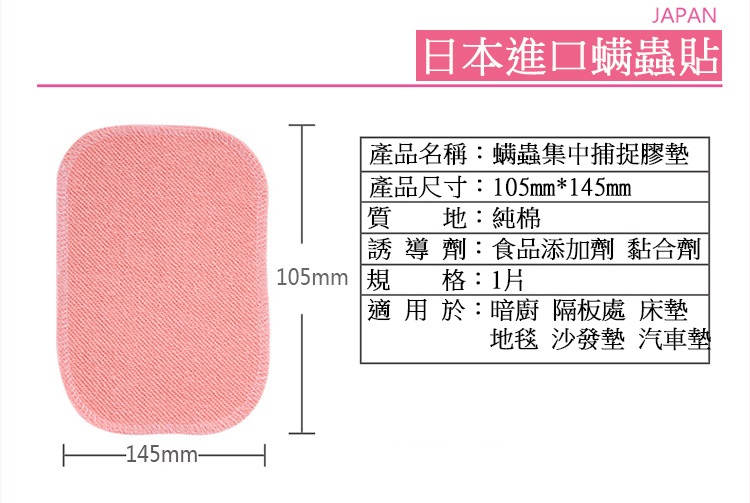 JAPAN
日本進口螨蟲貼
產品名稱：螨蟲集中捕捉膠墊
產品尺寸：105mm*145mm
質　　地：純棉
誘 導 劑：食品添加劑 黏合劑
規　　格：1片
適 用 於：暗廚 隔板處 床墊
地毯 沙發墊 汽車墊
105mm
145mm